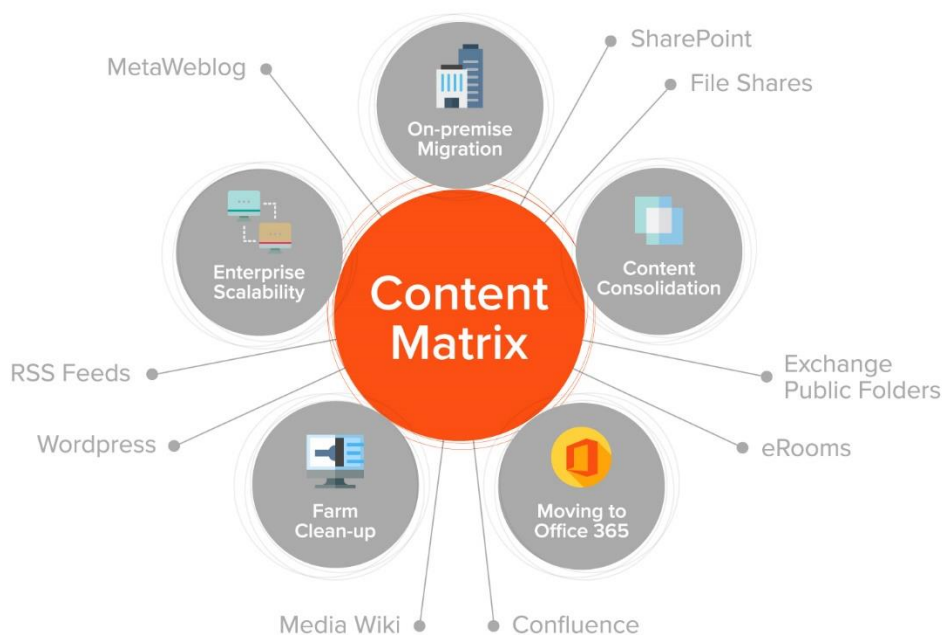 SharePoint
MetaWeblog
File Shares
On-premise
Migration
Enterprise
Scalability
Content
Consolidation
Content
Matrix
RSS Feeds
Exchange
Public Folders
Wordpress
eRooms
Farm
Clean-up
Moving to
Office 365
Media Wiki
Confluence